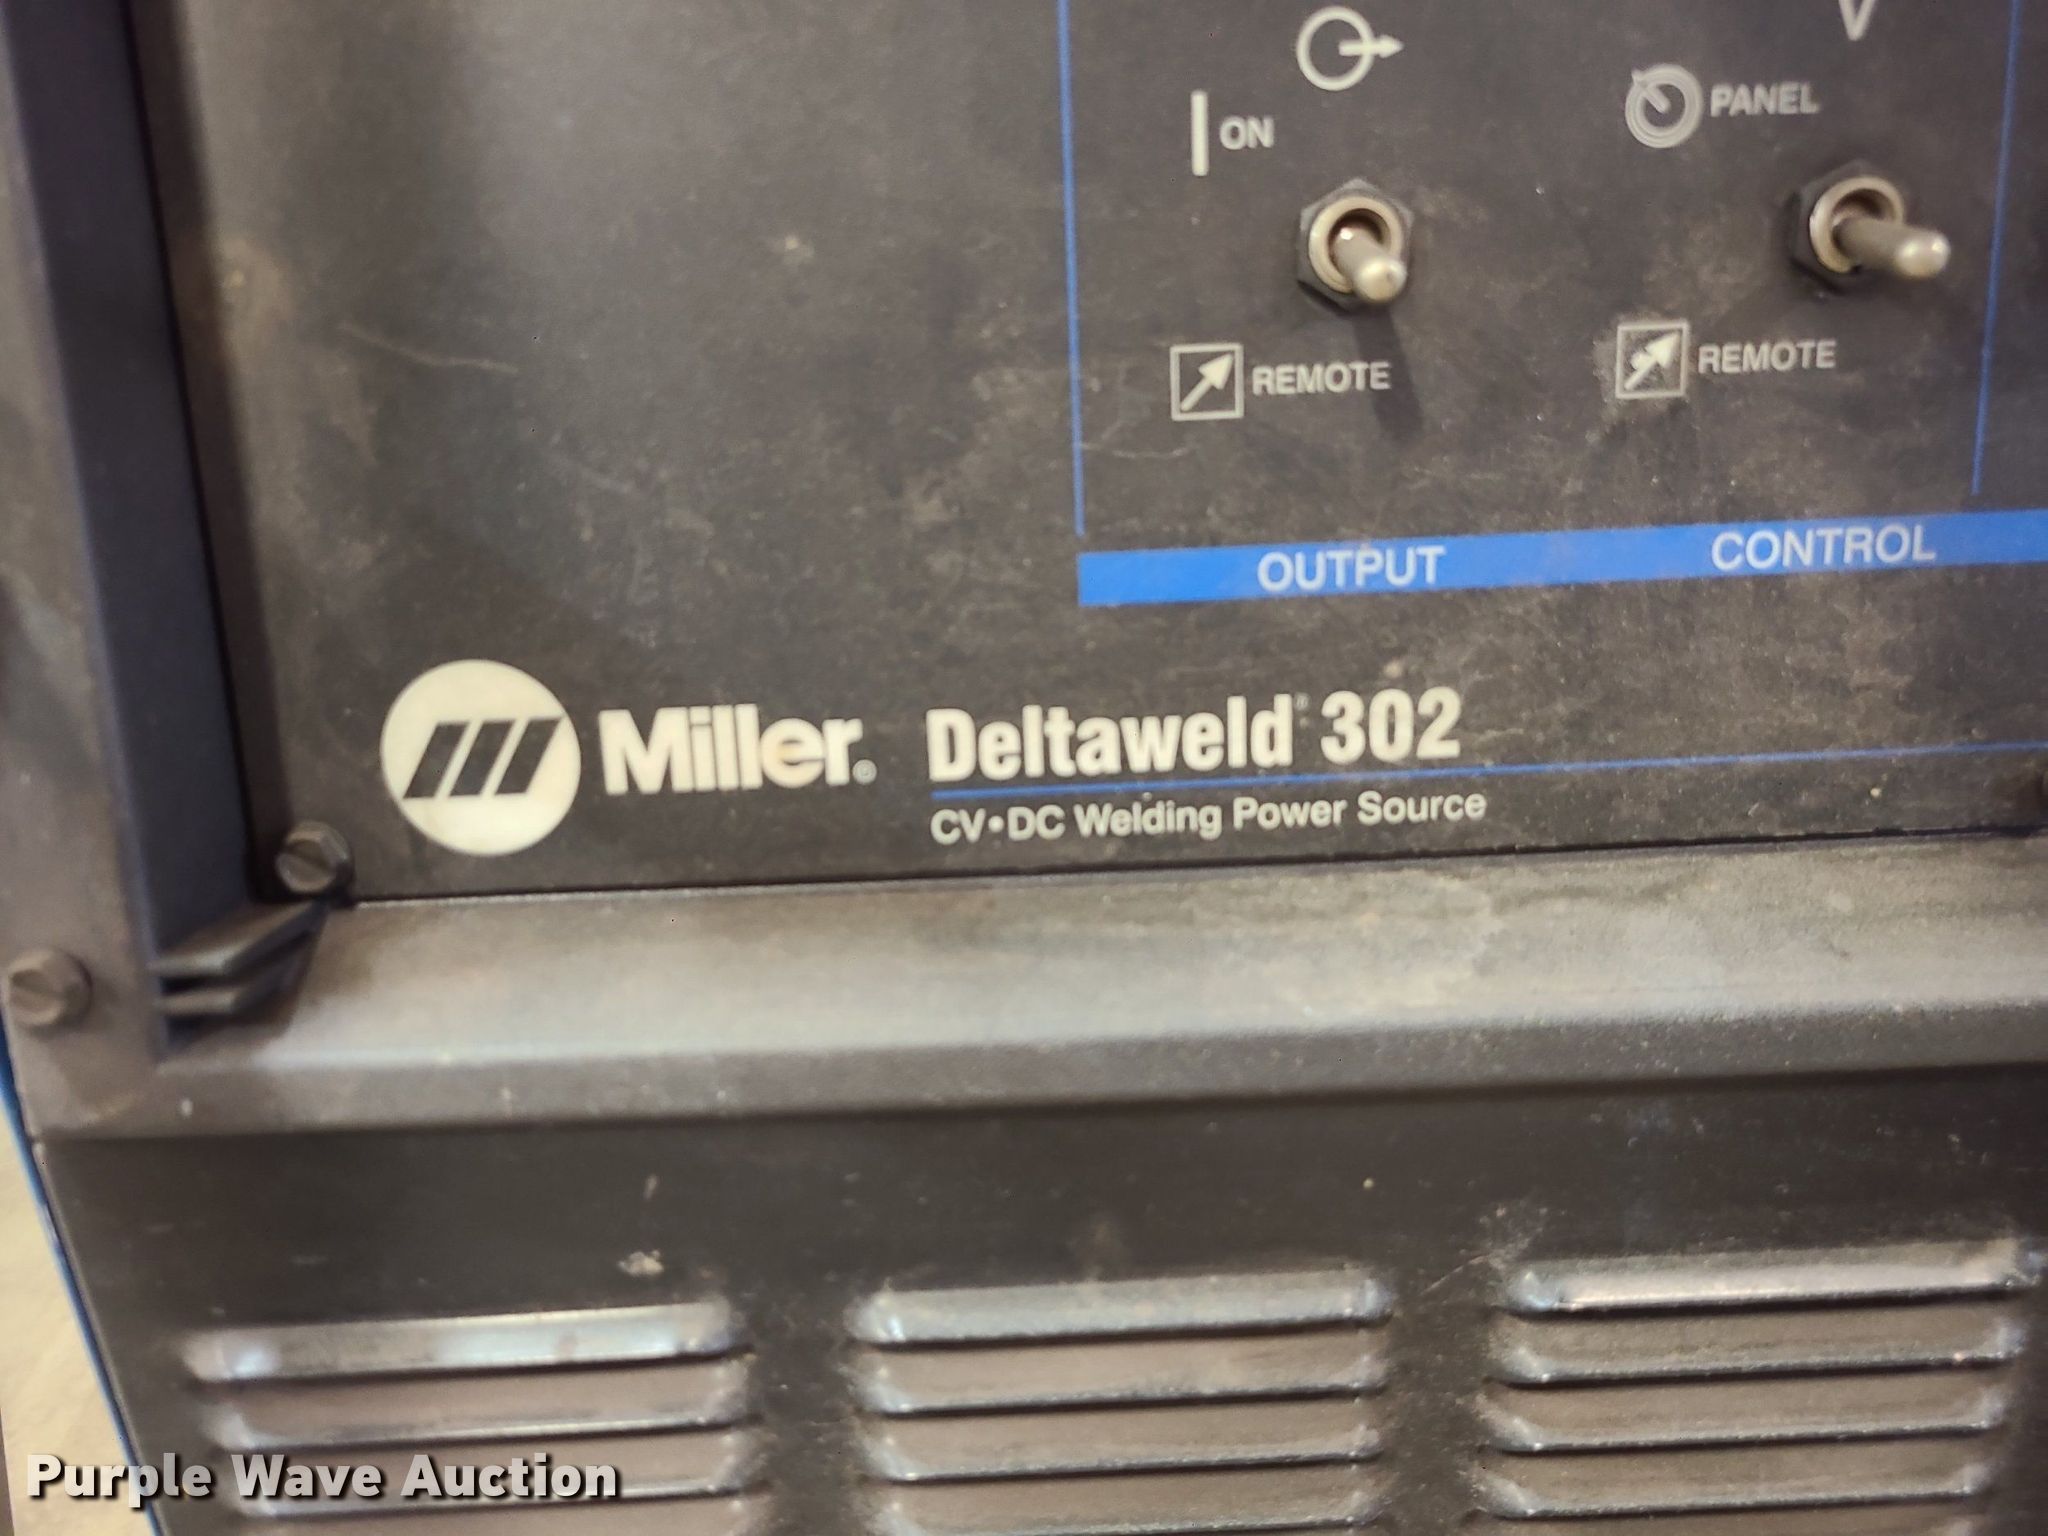 V
ON
PANEL
REMOTE
REMOTE
OUTPUT CONTROL
Miller® Deltaweld® 302
CV•DC Welding Power Source
Purple Wave Auction